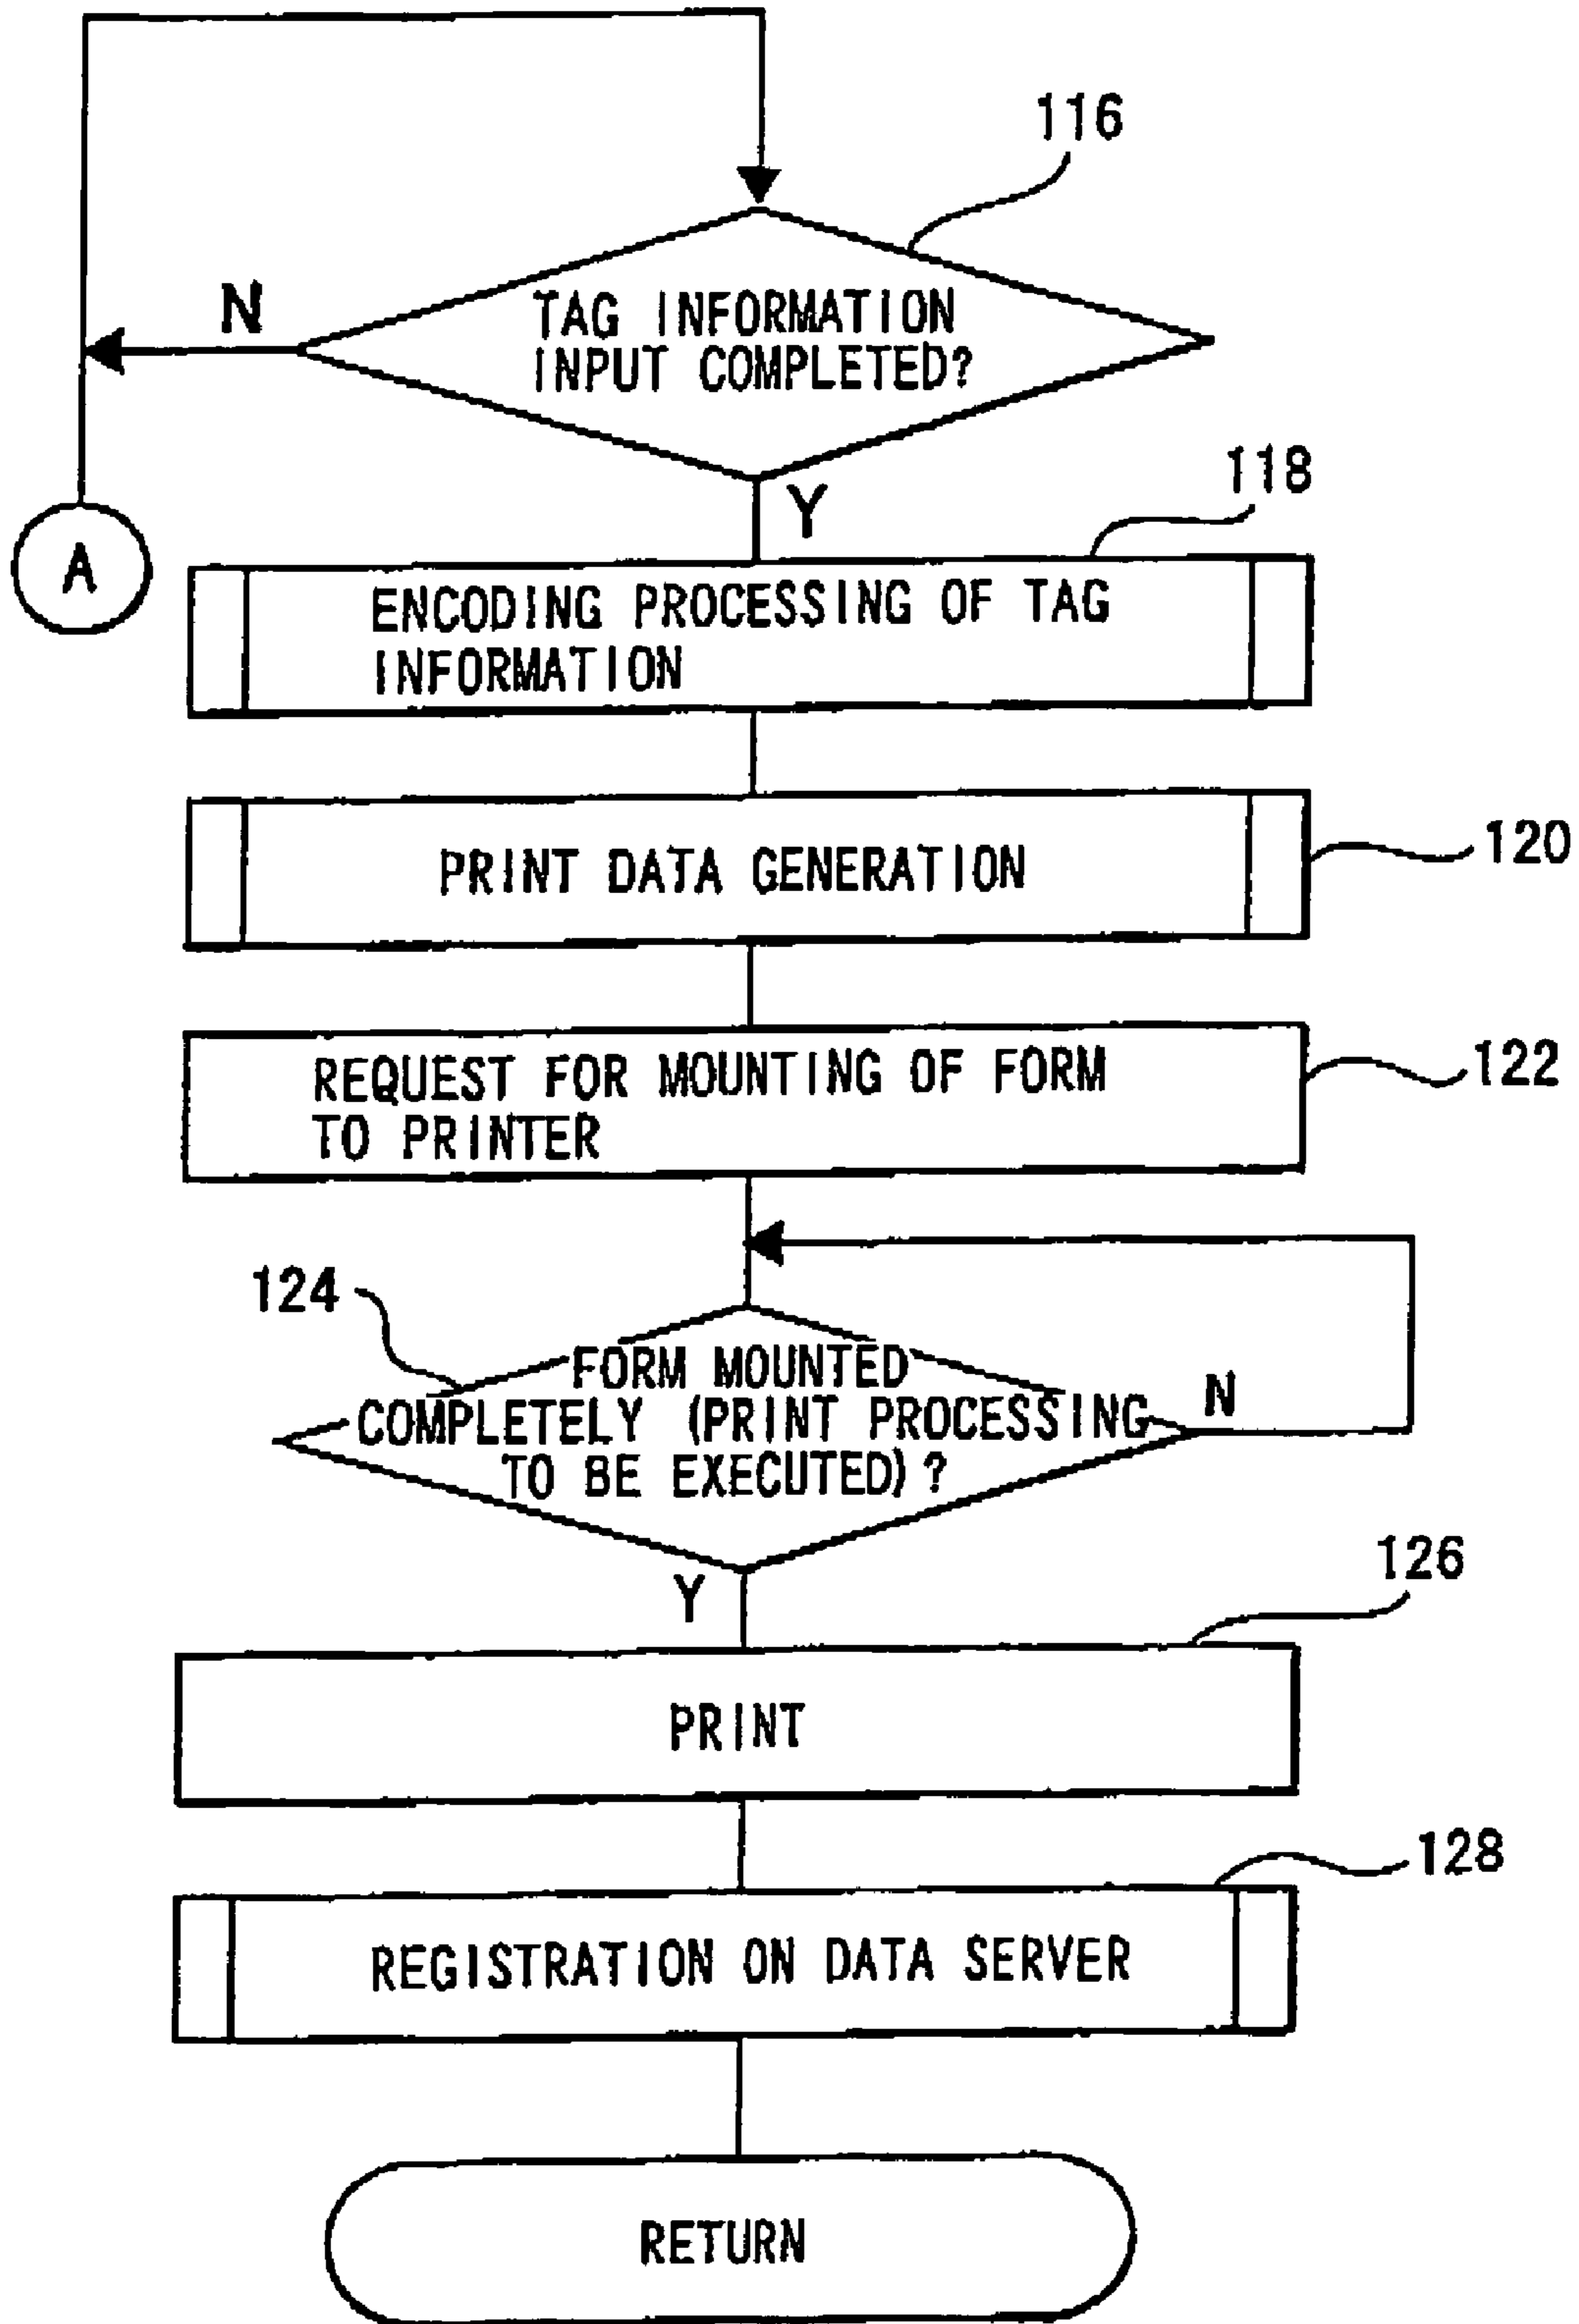 116
TAG INFORMATION
INPUT COMPLETED?
N
Y
A
118
ENCODING PROCESSING OF TAG
INFORMATION
PRINT DATA GENERATION
120
REQUEST FOR MOUNTING OF FORM
TO PRINTER
122
124
FORM MOUNTED
COMPLETELY (PRINT PROCESSING
TO BE EXECUTED)?
N
Y
126
PRINT
128
REGISTRATION ON DATA SERVER
RETURN